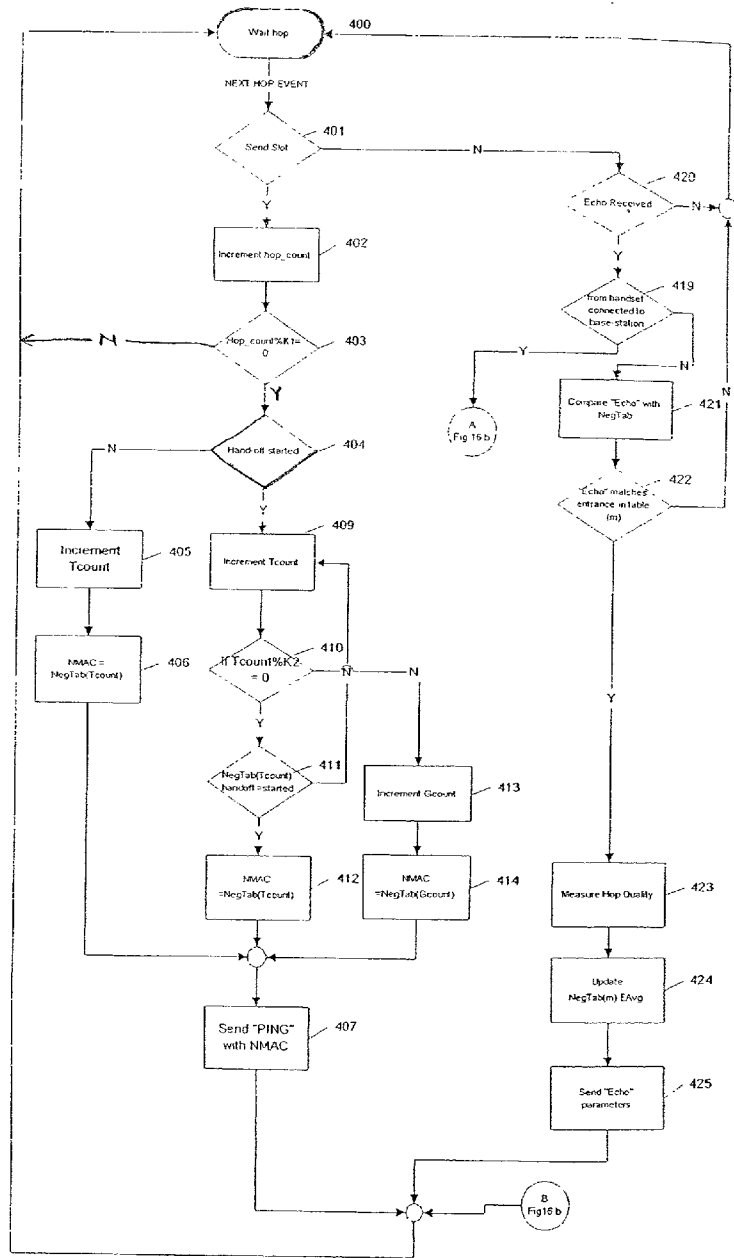 Wait hop
400
NEXT HOP EVENT
Send Slot
401
N
Y
Echo Received
420
N
Y
Increment hop_count
402
from handset
connected to
base-station
419
Hop_count%K1=
0
403
N
Y
Y
N
A
Fig 16 b
Compare "Echo" with
NegTab
421
N
Hand-off started
404
N
Y
"Echo" matches
entrance in table
(m)
422
Increment
Tcount
405
Increment Tcount
409
NMAC =
NegTab(Tcount)
406
If Tcount%K2
= 0
410
N
N
Y
Y
NegTab(Tcount)
handoff =started
411
Y
Increment Gcount
413
NMAC
=NegTab(Tcount)
412
NMAC
=NegTab(Gcount)
414
Measure Hop Quality
423
Update
NegTab(m) EAvg
424
Send "PING"
with NMAC
407
Send "Echo"
parameters
425
B
Fig16 b